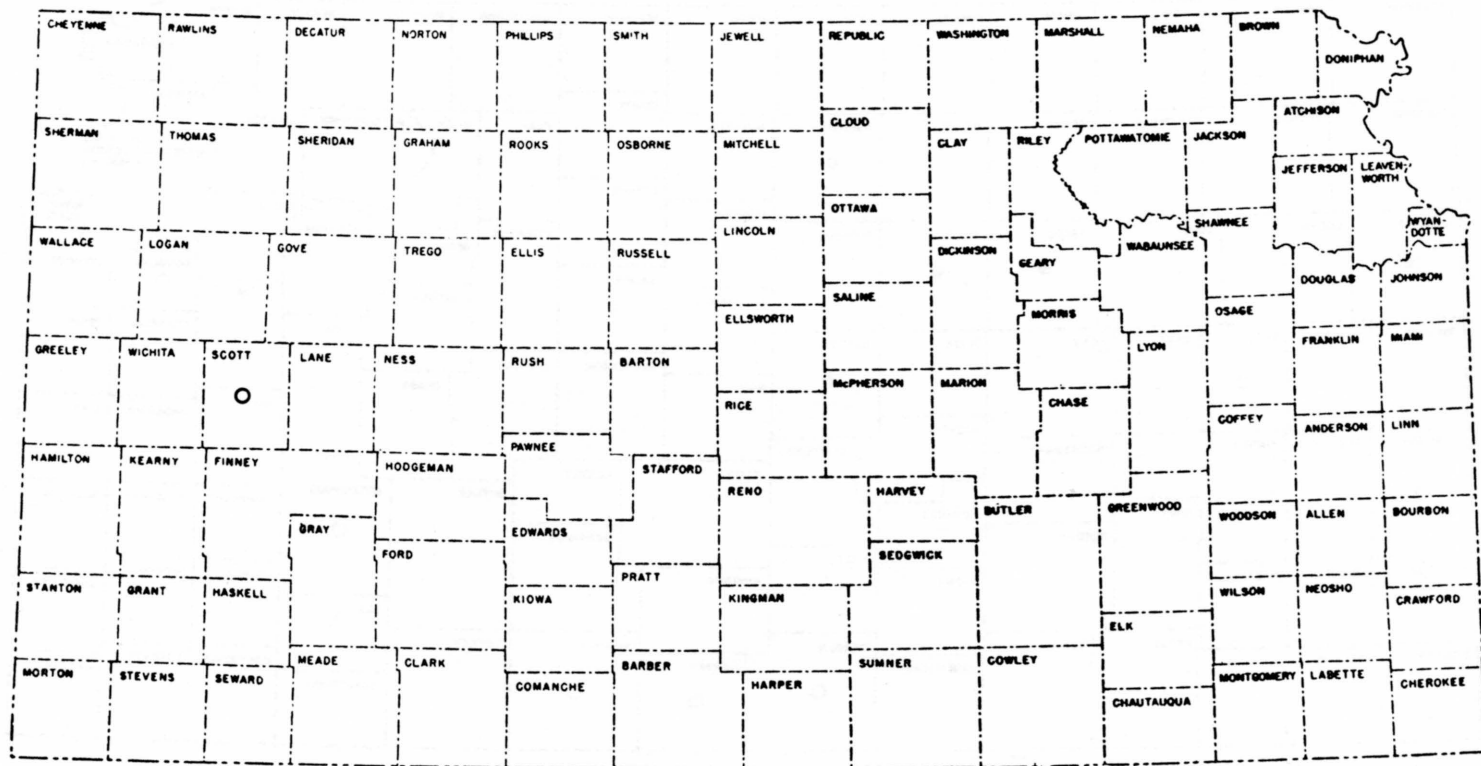 CHEYENNE
RAWLINS
DECATUR
NORTON
PHILLIPS
SMITH
JEWELL
REPUBLIC
WASHINGTON
MARSHALL
NEMAHA
BROWN
DONIPHAN
SHERMAN
THOMAS
SHERIDAN
GRAHAM
ROOKS
OSBORNE
MITCHELL
CLOUD
CLAY
RILEY
POTTAWATOMIE
JACKSON
ATCHISON
JEFFERSON
LEAVEN-
WORTH
WALLACE
LOGAN
GOVE
TREGO
ELLIS
RUSSELL
LINCOLN
OTTAWA
DICKINSON
GEARY
WABAUNSEE
SHAWNEE
WYAN-
DOTTE
DOUGLAS
JOHNSON
SALINE
ELLSWORTH
MORRIS
OSAGE
GREELEY
WICHITA
SCOTT
LANE
NESS
RUSH
BARTON
LYON
FRANKLIN
MIAMI
RICE
McPHERSON
MARION
CHASE
COFFEY
ANDERSON
LINN
HAMILTON
KEARNY
FINNEY
HODGEMAN
PAWNEE
STAFFORD
RENO
HARVEY
BUTLER
GREENWOOD
WOODSON
ALLEN
BOURBON
GRAY
FORD
EDWARDS
SEDGWICK
STANTON
GRANT
HASKELL
KIOWA
PRATT
KINGMAN
WILSON
NEOSHO
CRAWFORD
ELK
MORTON
STEVENS
SEWARD
MEADE
CLARK
COMANCHE
BARBER
HARPER
SUMNER
COWLEY
CHAUTAUQUA
MONTGOMERY
LABETTE
CHEROKEE